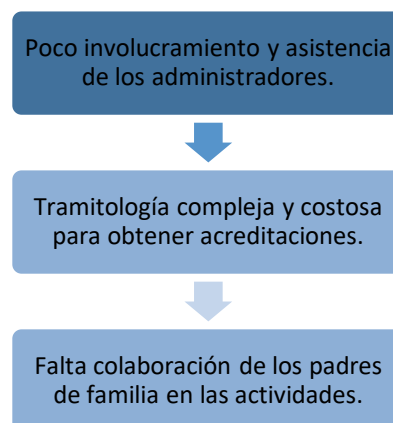 Poco involucramiento y asistencia
de los administradores.
Tramitología compleja y costosa
para obtener acreditaciones.
Falta colaboración de los padres
de familia en las actividades.